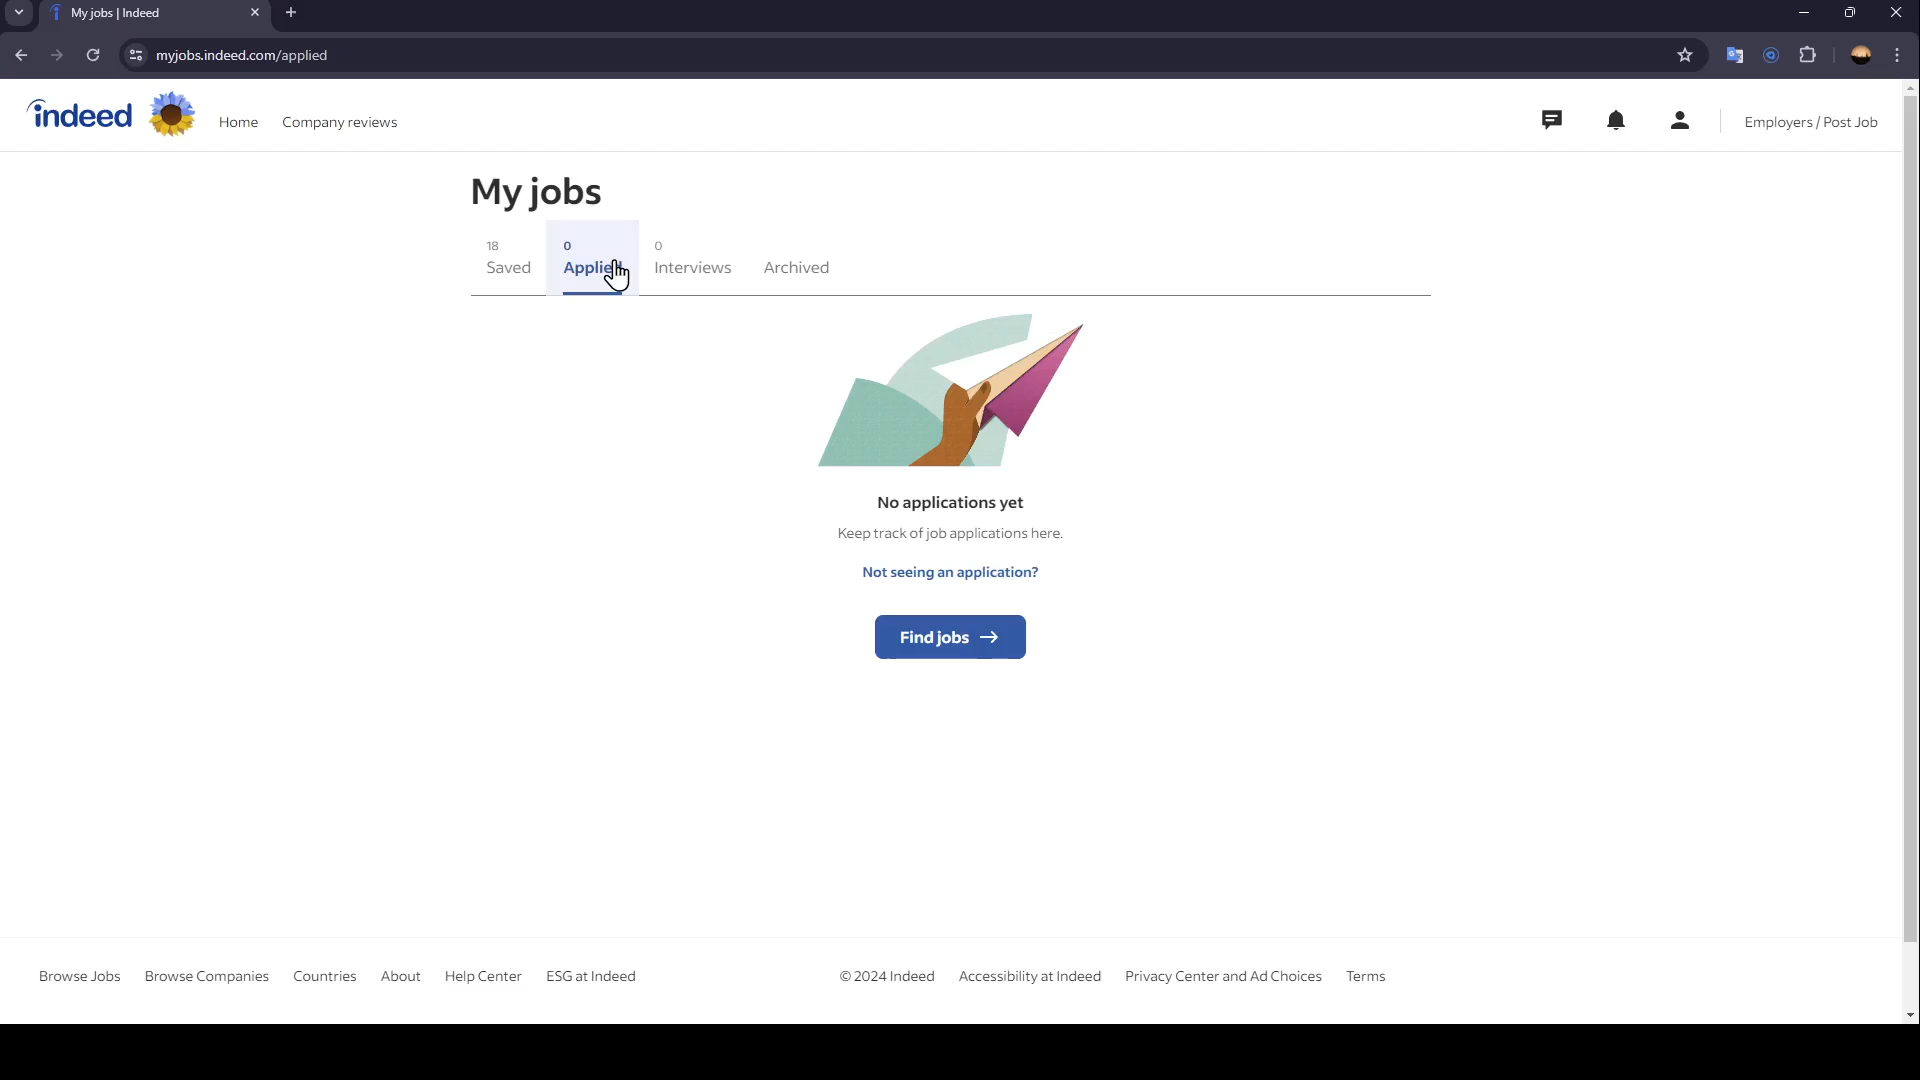 My jobs | Indeed
myjobs.indeed.com/applied
indeed
Home
Company reviews
Employers / Post Job
My jobs
18
Saved
0
Applied
0
Interviews
Archived
No applications yet
Keep track of job applications here.
Not seeing an application?
Find jobs
Browse Jobs
Browse Companies
Countries
About
Help Center
ESG at Indeed
© 2024 Indeed
Accessibility at Indeed
Privacy Center and Ad Choices
Terms